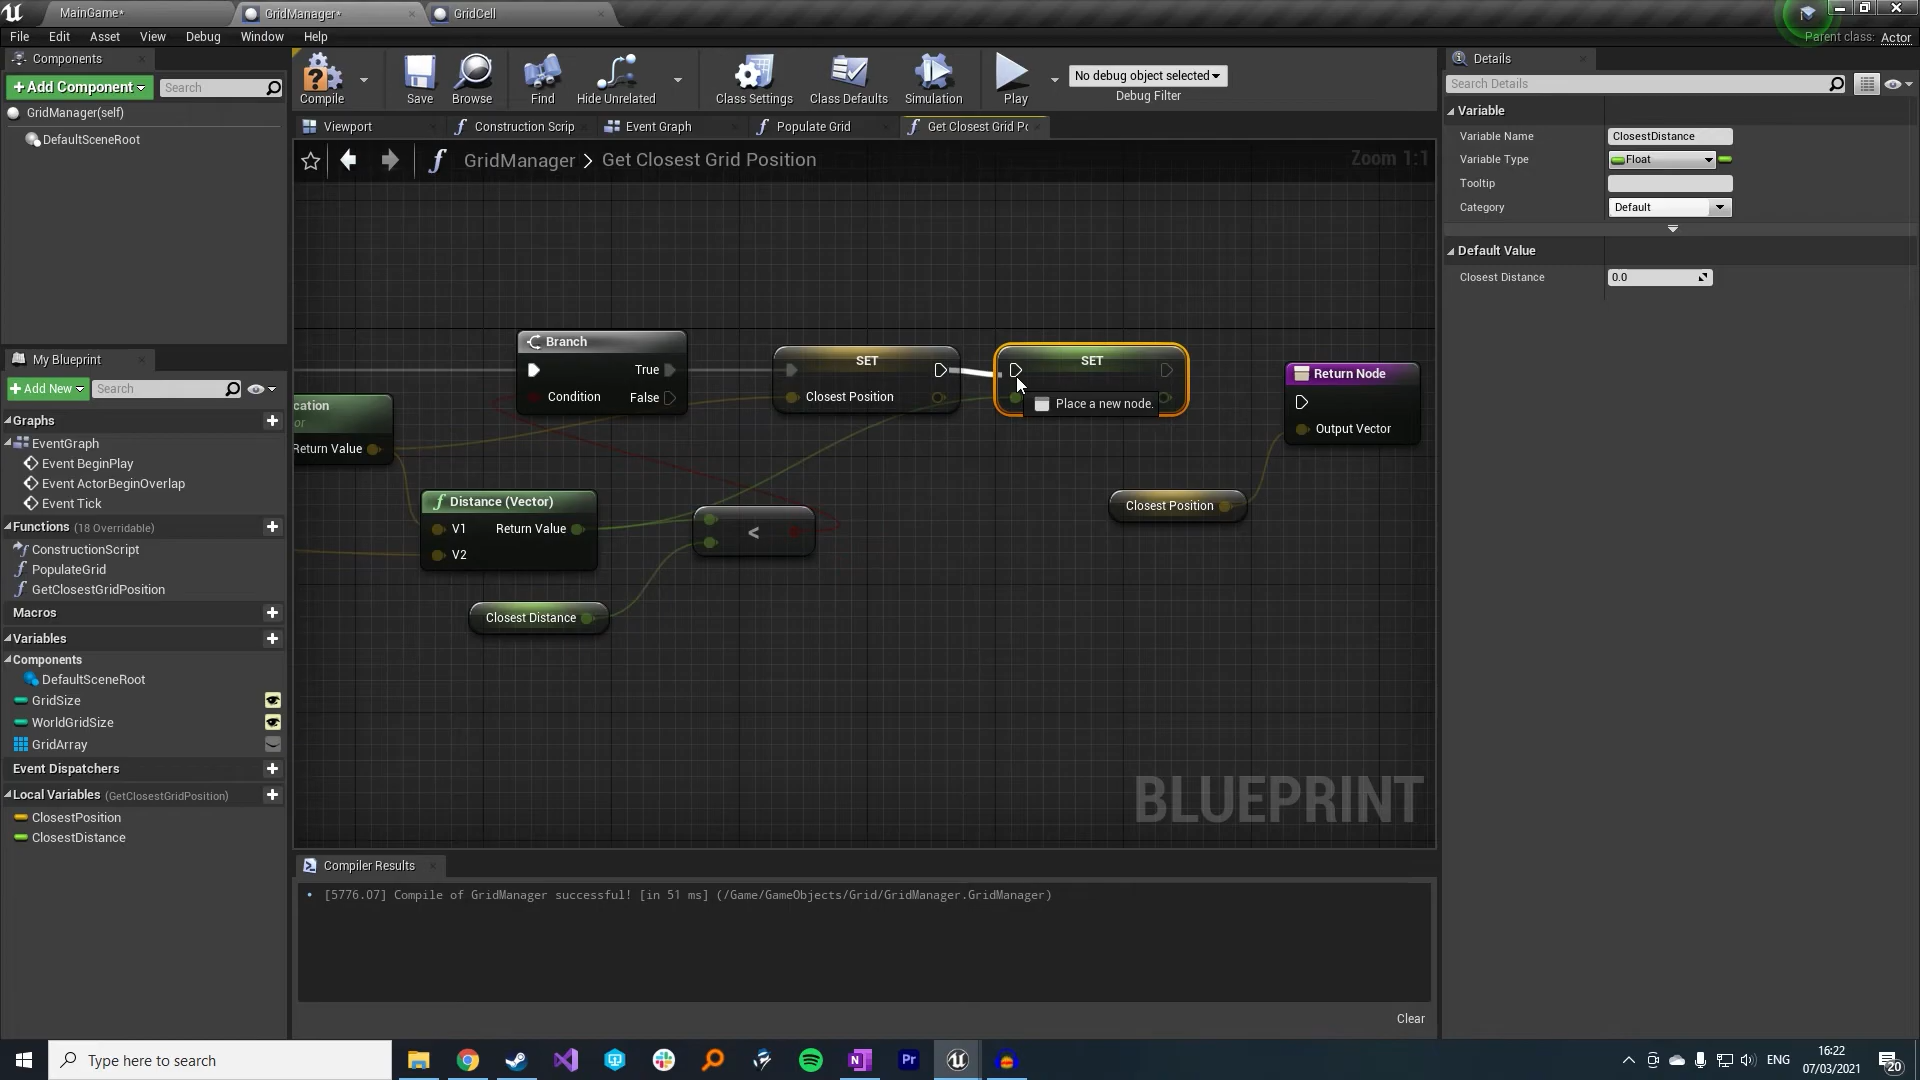 MainGame*
GridManager*
GridCell
Parent class: Actor
File Edit Asset View Debug Window Help
Components
+Add Component
Search
GridManager(self)
DefaultSceneRoot
Compile
Save
Browse
Find
Hide Unrelated
Class Settings
Class Defaults
Simulation
Play
No debug object selected
Debug Filter
Viewport
Construction Scrip
Event Graph
Populate Grid
Get Closest Grid Pc
GridManager > Get Closest Grid Position
Zoom 1:1
Branch
True
Condition
False
SET
Closest Position
SET
Place a new node.
Return Node
Output Vector
cation
or
Return Value
Distance (Vector)
V1
Return Value
V2
<
Closest Distance
Closest Position
BLUEPRINT
My Blueprint
+Add New
Search
Graphs
EventGraph
Event BeginPlay
Event ActorBeginOverlap
Event Tick
Functions (18 Overridable)
ConstructionScript
PopulateGrid
GetClosestGridPosition
Macros
Variables
Components
DefaultSceneRoot
GridSize
WorldGridSize
GridArray
Event Dispatchers
Local Variables (GetClosestGridPosition)
ClosestPosition
ClosestDistance
Compiler Results
[5776.07] Compile of GridManager successful! [in 51 ms] (/Game/GameObjects/Grid/GridManager.GridManager)
Clear
Details
Search Details
Variable
Variable Name
ClosestDistance
Variable Type
Float
Tooltip
Category
Default
Default Value
Closest Distance
0.0
Type here to search
Pr
ENG
16:22
07/03/2021
20